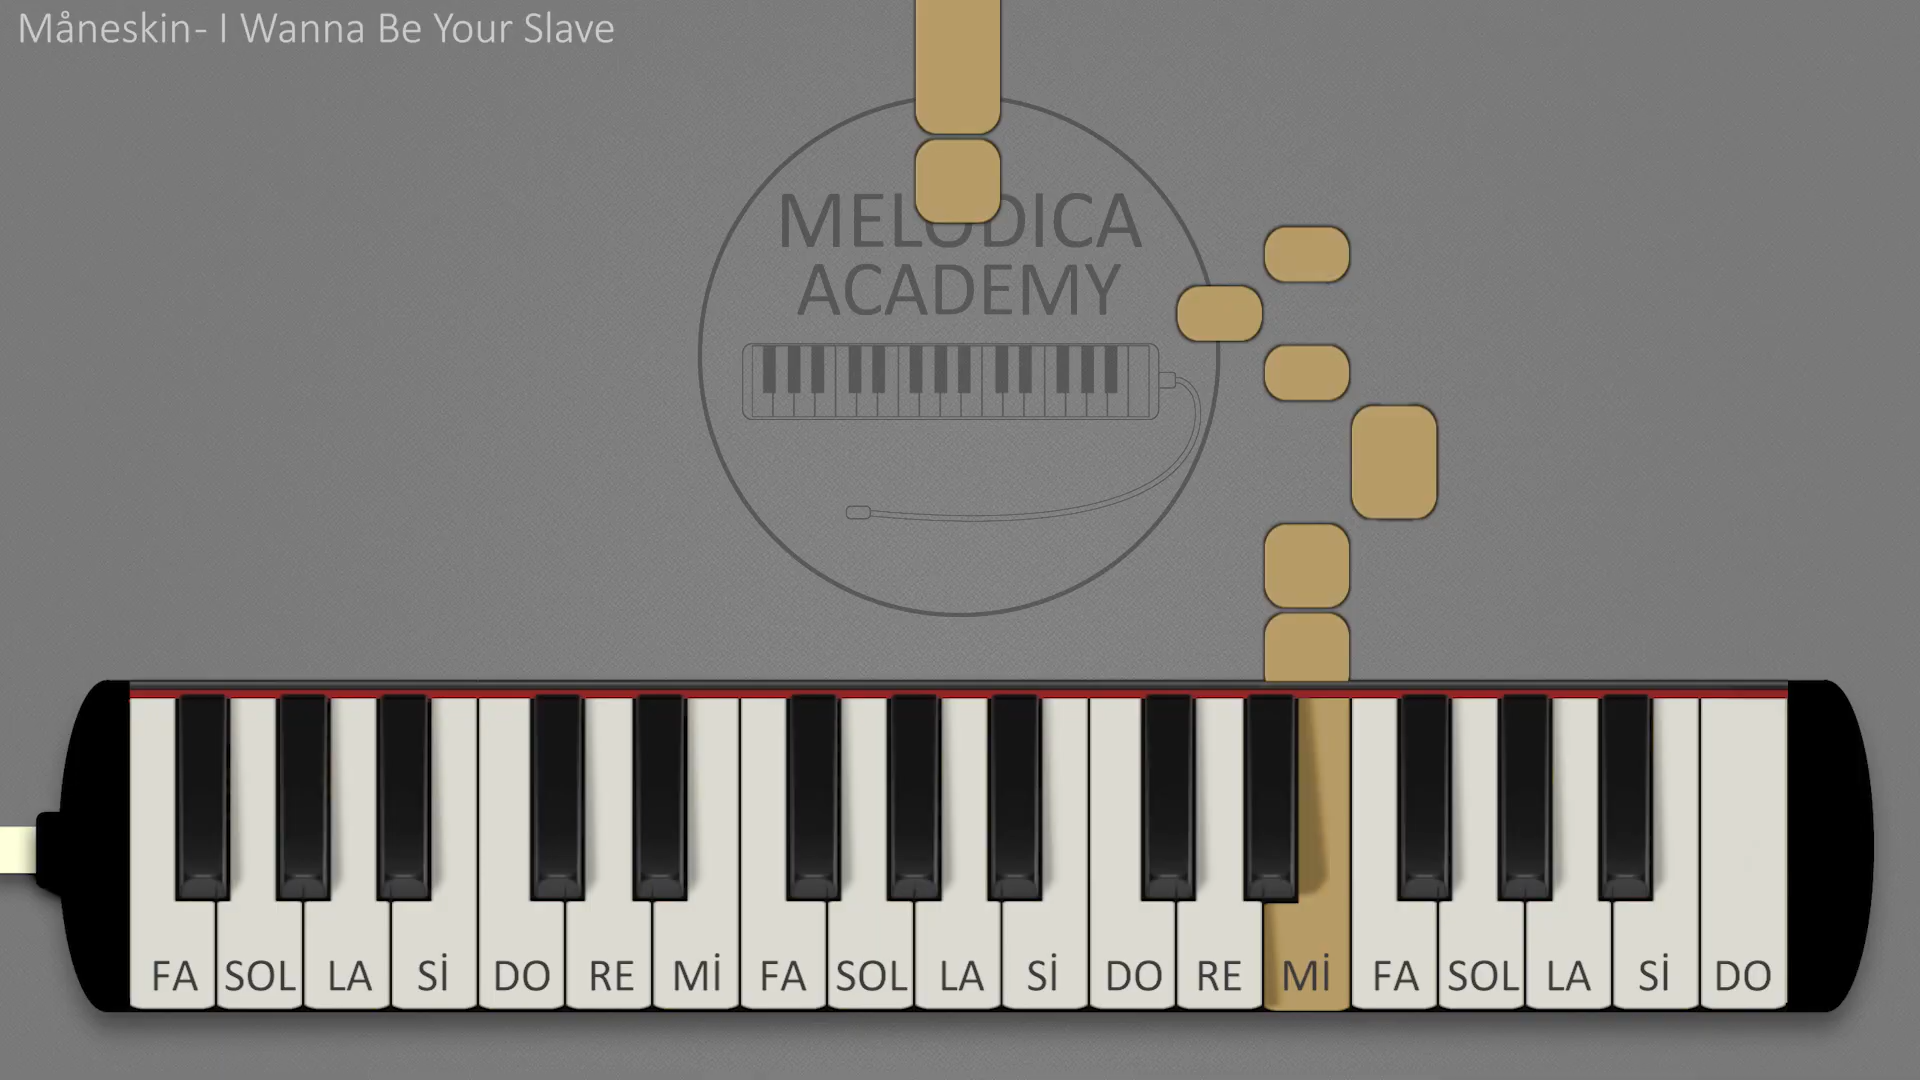 Måneskin- I Wanna Be Your Slave
MELODICA
ACADEMY
FA SOL LA Sİ DO RE Mİ FA SOL LA Sİ DO RE Mİ FA SOL LA Sİ DO